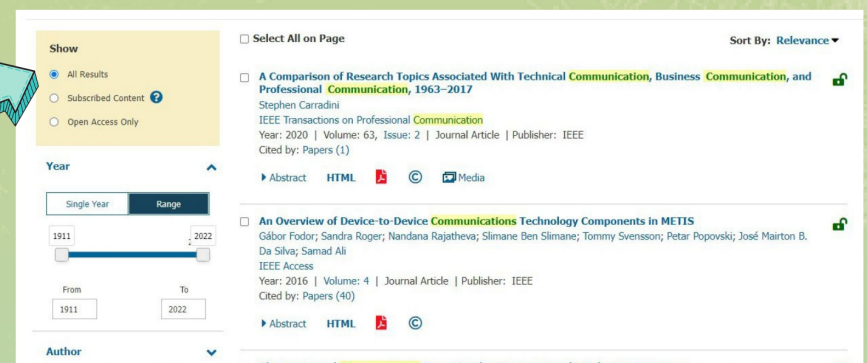 Show
All Results
Subscribed Content ?
Open Access Only
Year
Single Year Range
1911 2022
From To
1911 2022
Author
Select All on Page
Sort By: Relevance
A Comparison of Research Topics Associated With Technical Communication, Business Communication, and
Professional Communication, 1963–2017
Stephen Carradini
IEEE Transactions on Professional Communication
Year: 2020 | Volume: 63, Issue: 2 | Journal Article | Publisher: IEEE
Cited by: Papers (1)
Abstract HTML © Media
An Overview of Device-to-Device Communications Technology Components in METIS
Gábor Fodor; Sandra Roger; Nandana Rajatheva; Slimane Ben Slimane; Tommy Svensson; Petar Popovski; José Mairton B.
Da Silva; Samad Ali
IEEE Access
Year: 2016 | Volume: 4 | Journal Article | Publisher: IEEE
Cited by: Papers (40)
Abstract HTML ©